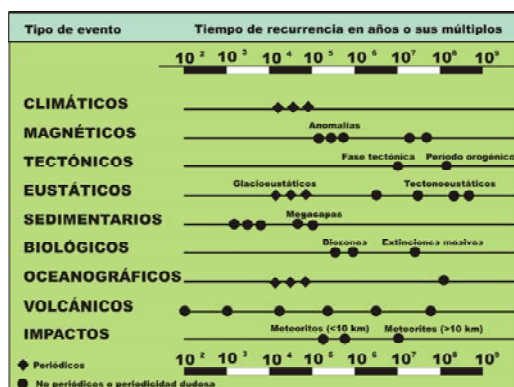 Tipo de evento Tiempo de recurrencia en años o sus múltiplos
10² 10³ 10⁴ 10⁵ 10⁶ 10⁷ 10⁸ 10⁹
CLIMÁTICOS
MAGNÉTICOS Anomalías
TECTÓNICOS Fase tectónica Período orogénico
EUSTÁTICOS Glacioeustáticos Tectonoeustáticos
SEDIMENTARIOS Megacapas
BIOLÓGICOS Biozonas Extinciones masivas
OCEANOGRÁFICOS
VOLCÁNICOS
IMPACTOS Meteoritos (<10 km) Meteoritos (>10 km)
10² 10³ 10⁴ 10⁵ 10⁶ 10⁷ 10⁸ 10⁹
Periódicos
No periódicos o periodicidad dudosa